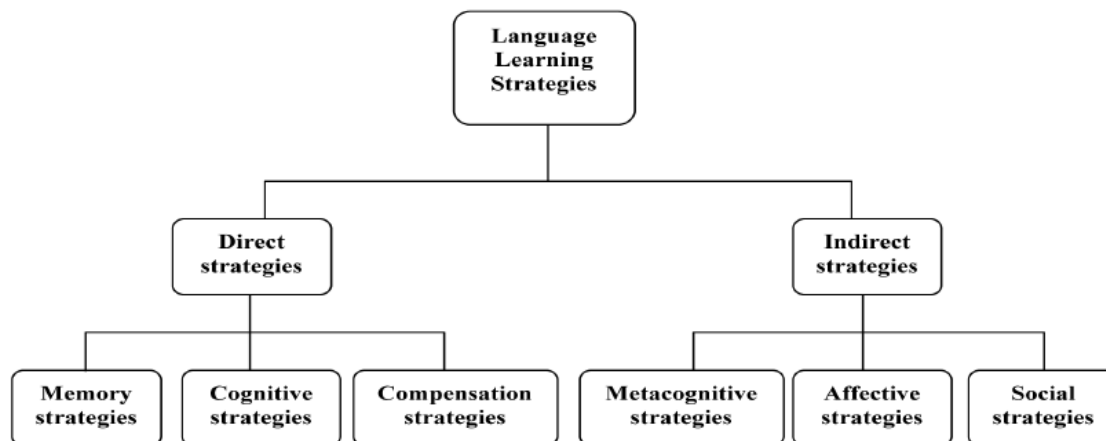 Language
Learning
Strategies
Direct
strategies
Indirect
strategies
Memory
strategies
Cognitive
strategies
Compensation
strategies
Metacognitive
strategies
Affective
strategies
Social
strategies